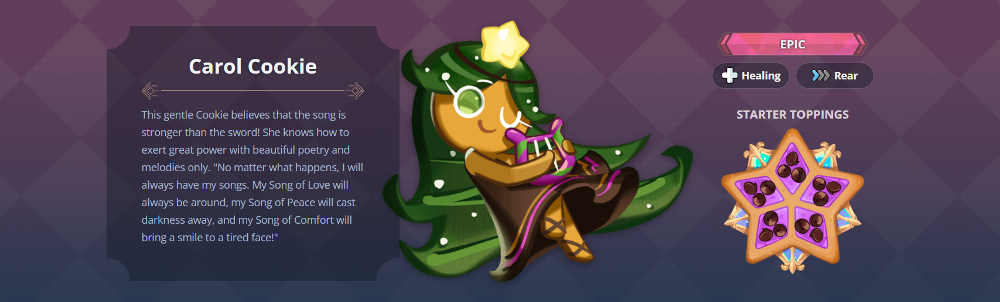 Carol Cookie
This gentle Cookie believes that the song is
stronger than the sword! She knows how to
exert great power with beautiful poetry and
melodies only. "No matter what happens, I will
always have my songs. My Song of Love will
always be around, my Song of Peace will cast
darkness away, and my Song of Comfort will
bring a smile to a tired face!"
EPIC
Healing
Rear
STARTER TOPPINGS